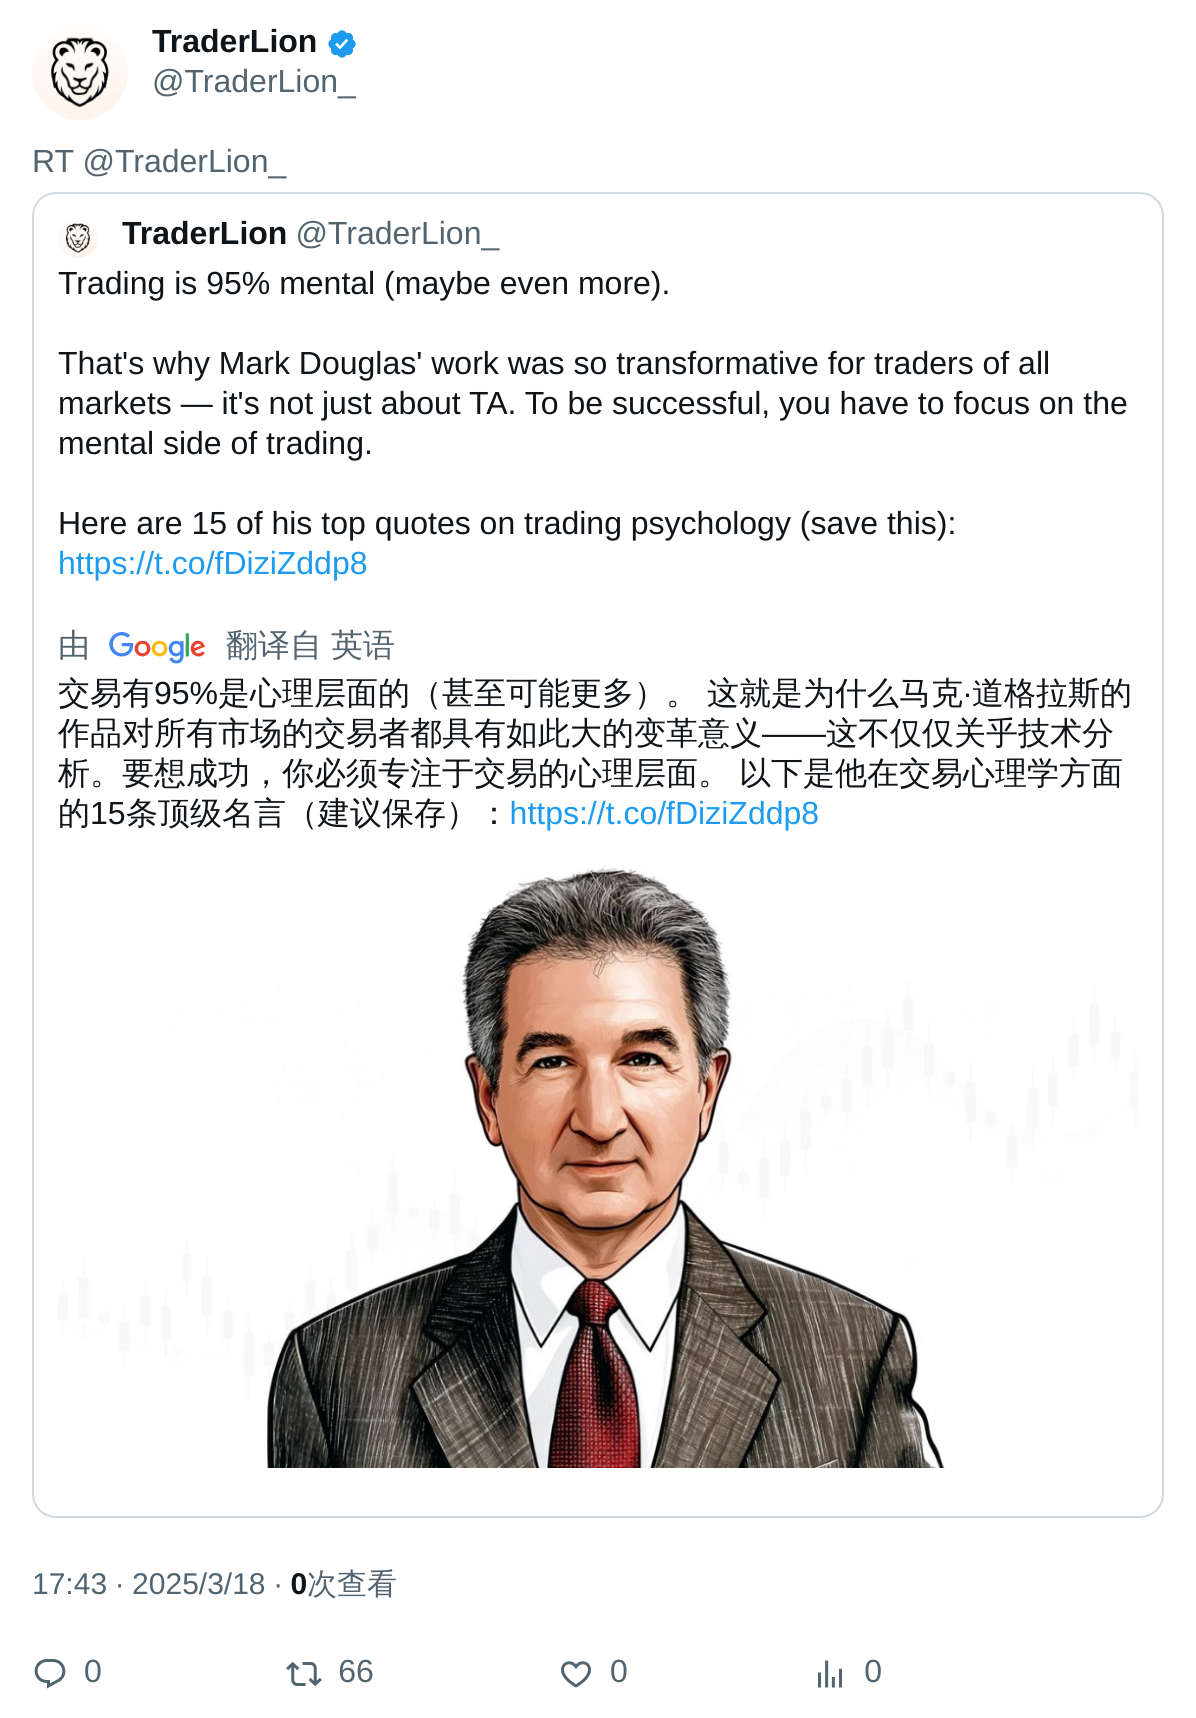 TraderLion
@TraderLion_
RT @TraderLion_
TraderLion @TraderLion_
Trading is 95% mental (maybe even more).
That's why Mark Douglas' work was so transformative for traders of all
markets — it's not just about TA. To be successful, you have to focus on the
mental side of trading.
Here are 15 of his top quotes on trading psychology (save this):
https://t.co/fDiziZddp8
由 Google 翻译自 英语
交易有95%是心理层面的（甚至可能更多）。 这就是为什么马克·道格拉斯的
作品对所有市场的交易者都具有如此大的变革意义——这不仅仅关乎技术分
析。要想成功，你必须专注于交易的心理层面。 以下是他在交易心理学方面
的15条顶级名言（建议保存）：https://t.co/fDiziZddp8
17:43 · 2025/3/18 · 0次查看
0 66 0 0